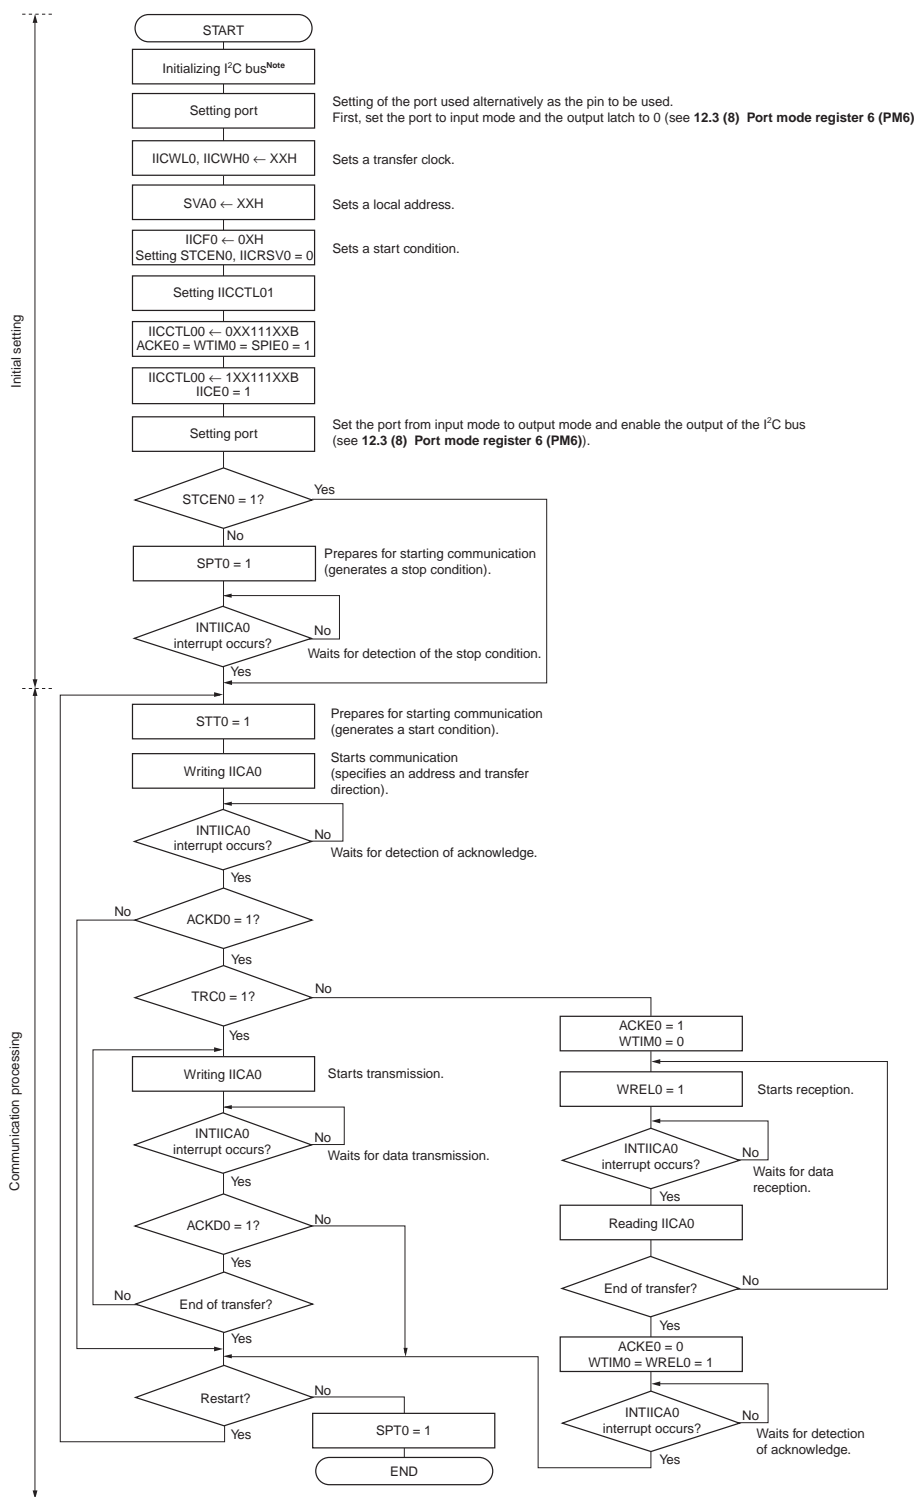 START
Initializing I²C bus^Note
Setting port
Setting of the port used alternatively as the pin to be used.
First, set the port to input mode and the output latch to 0 (see 12.3 (8) Port mode register 6 (PM6)
IICWL0, IICWH0 ← XXH
Sets a transfer clock.
SVA0 ← XXH
Sets a local address.
IICF0 ← 0XH
Setting STCEN0, IICRSV0 = 0
Sets a start condition.
Setting IICCTL01
IICCTL00 ← 0XX111XXB
ACKE0 = WTIM0 = SPIE0 = 1
IICCTL00 ← 1XX111XXB
IICE0 = 1
Setting port
Set the port from input mode to output mode and enable the output of the I²C bus
(see 12.3 (8) Port mode register 6 (PM6)).
Initial setting
STCEN0 = 1?
Yes
No
SPT0 = 1
Prepares for starting communication
(generates a stop condition).
INTIICA0
interrupt occurs?
No
Waits for detection of the stop condition.
Yes
STT0 = 1
Prepares for starting communication
(generates a start condition).
Writing IICA0
Starts communication
(specifies an address and transfer
direction).
INTIICA0
interrupt occurs?
No
Waits for detection of acknowledge.
Yes
No
ACKD0 = 1?
Yes
TRC0 = 1?
No
Yes
Communication processing
Writing IICA0
Starts transmission.
INTIICA0
interrupt occurs?
No
Waits for data transmission.
Yes
ACKD0 = 1?
No
Yes
No
End of transfer?
Yes
Restart?
No
Yes
SPT0 = 1
END
ACKE0 = 1
WTIM0 = 0
WREL0 = 1
Starts reception.
INTIICA0
interrupt occurs?
No
Waits for data
reception.
Yes
Reading IICA0
End of transfer?
No
Yes
ACKE0 = 0
WTIM0 = WREL0 = 1
INTIICA0
interrupt occurs?
No
Waits for detection
of acknowledge.
Yes